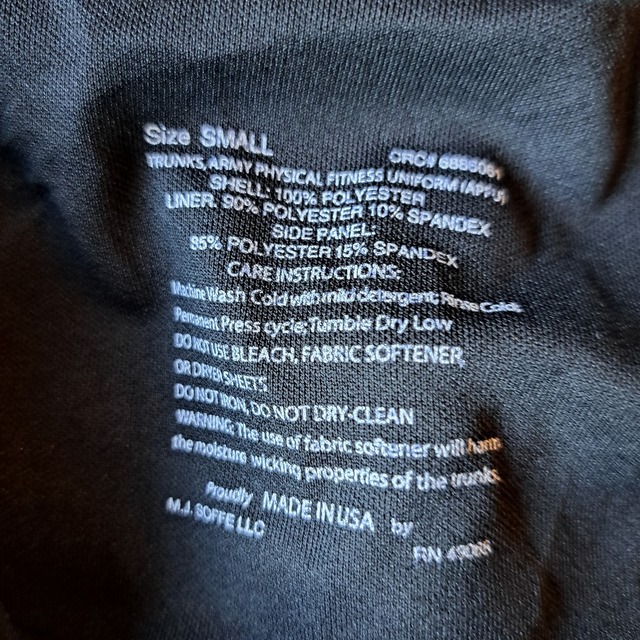 Size SMALL
CRC#
TRUNKS, ARMY PHYSICAL FITNESS UNIFORM (APFU)
SHELL: 100% POLYESTER
LINER: 90% POLYESTER 10% SPANDEX
SIDE PANEL:
85% POLYESTER 15% SPANDEX
CARE INSTRUCTIONS:
Machine Wash Cold with mild detergent; Rinse Cold;
Permanent Press cycle; Tumble Dry Low
DO NOT USE BLEACH, FABRIC SOFTENER,
OR DRYER SHEETS
DO NOT IRON, DO NOT DRY-CLEAN
WARNING: The use of fabric softener will harm
the moisture wicking properties of the trunks.
Proudly MADE IN USA by
M.J. SOFFE LLC
RN